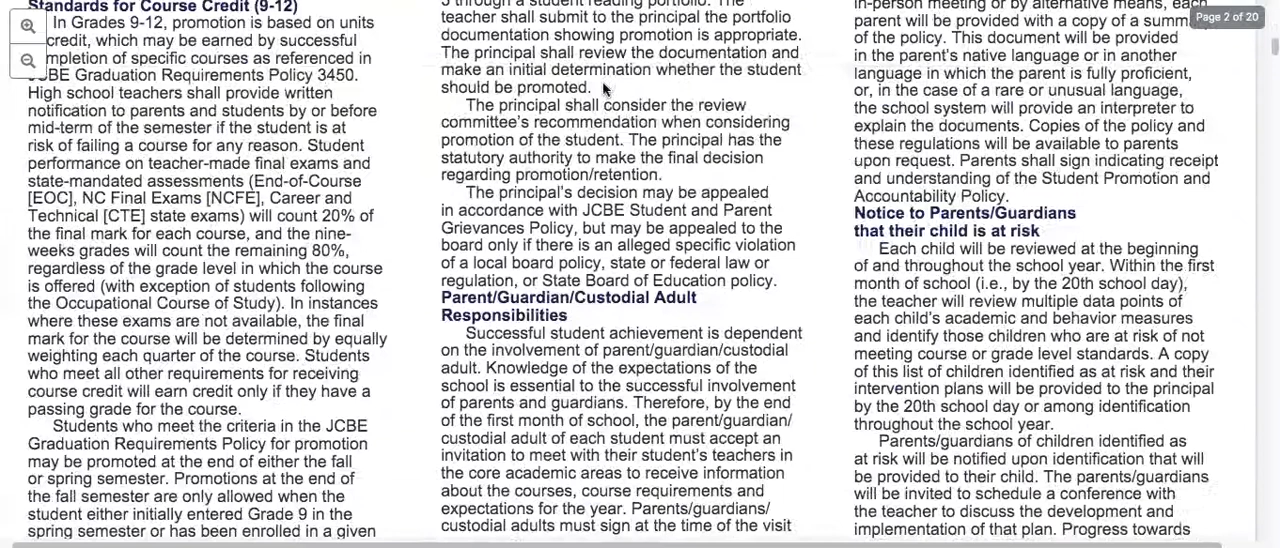 Standards for Course Credit (9-12)
In Grades 9-12, promotion is based on units
credit, which may be earned by successful
mpletion of specific courses as referenced in
JCBE Graduation Requirements Policy 3450.
High school teachers shall provide written
notification to parents and students by or before
mid-term of the semester if the student is at
risk of failing a course for any reason. Student
performance on teacher-made final exams and
state-mandated assessments (End-of-Course
[EOC], NC Final Exams [NCFE], Career and
Technical [CTE] state exams) will count 20% of
the final mark for each course, and the nine-
weeks grades will count the remaining 80%,
regardless of the grade level in which the course
is offered (with exception of students following
the Occupational Course of Study). In instances
where these exams are not available, the final
mark for the course will be determined by equally
weighting each quarter of the course. Students
who meet all other requirements for receiving
course credit will earn credit only if they have a
passing grade for the course.
Students who meet the criteria in the JCBE
Graduation Requirements Policy for promotion
may be promoted at the end of either the fall
or spring semester. Promotions at the end of
the fall semester are only allowed when the
student either initially entered Grade 9 in the
spring semester or has been enrolled in a given
5 through a student reading portfolio. The
teacher shall submit to the principal the portfolio
documentation showing promotion is appropriate.
The principal shall review the documentation and
make an initial determination whether the student
should be promoted.
The principal shall consider the review
committee's recommendation when considering
promotion of the student. The principal has the
statutory authority to make the final decision
regarding promotion/retention.
The principal's decision may be appealed
in accordance with JCBE Student and Parent
Grievances Policy, but may be appealed to the
board only if there is an alleged specific violation
of a local board policy, state or federal law or
regulation, or State Board of Education policy.
Parent/Guardian/Custodial Adult
Responsibilities
Successful student achievement is dependent
on the involvement of parent/guardian/custodial
adult. Knowledge of the expectations of the
school is essential to the successful involvement
of parents and guardians. Therefore, by the end
of the first month of school, the parent/guardian/
custodial adult of each student must accept an
invitation to meet with their student's teachers in
the core academic areas to receive information
about the courses, course requirements and
expectations for the year. Parents/guardians/
custodial adults must sign at the time of the visit
in-person meeting or by alternative means, each
parent will be provided with a copy of a summ
of the policy. This document will be provided
in the parent's native language or in another
language in which the parent is fully proficient,
or, in the case of a rare or unusual language,
the school system will provide an interpreter to
explain the documents. Copies of the policy and
these regulations will be available to parents
upon request. Parents shall sign indicating receipt
and understanding of the Student Promotion and
Accountability Policy.
Notice to Parents/Guardians
that their child is at risk
Each child will be reviewed at the beginning
of and throughout the school year. Within the first
month of school (i.e., by the 20th school day),
the teacher will review multiple data points of
each child's academic and behavior measures
and identify those children who are at risk of not
meeting course or grade level standards. A copy
of this list of children identified as at risk and their
intervention plans will be provided to the principal
by the 20th school day or among identification
throughout the school year.
Parents/guardians of children identified as
at risk will be notified upon identification that will
be provided to their child. The parents/guardians
will be invited to schedule a conference with
the teacher to discuss the development and
implementation of that plan. Progress towards
Page 2 of 20